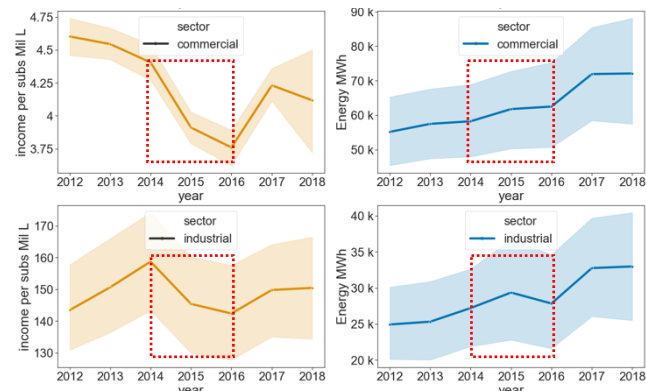 income per subs Mil L
4.75
4.5
4.25
4
3.75
sector
commercial
2012 2013 2014 2015 2016 2017 2018
year
Energy MWh
90 k
80 k
70 k
60 k
50 k
sector
commercial
2012 2013 2014 2015 2016 2017 2018
year
income per subs Mil L
170
160
150
140
130
sector
industrial
2012 2013 2014 2015 2016 2017 2018
year
Energy MWh
40 k
35 k
30 k
25 k
20 k
sector
industrial
2012 2013 2014 2015 2016 2017 2018
year